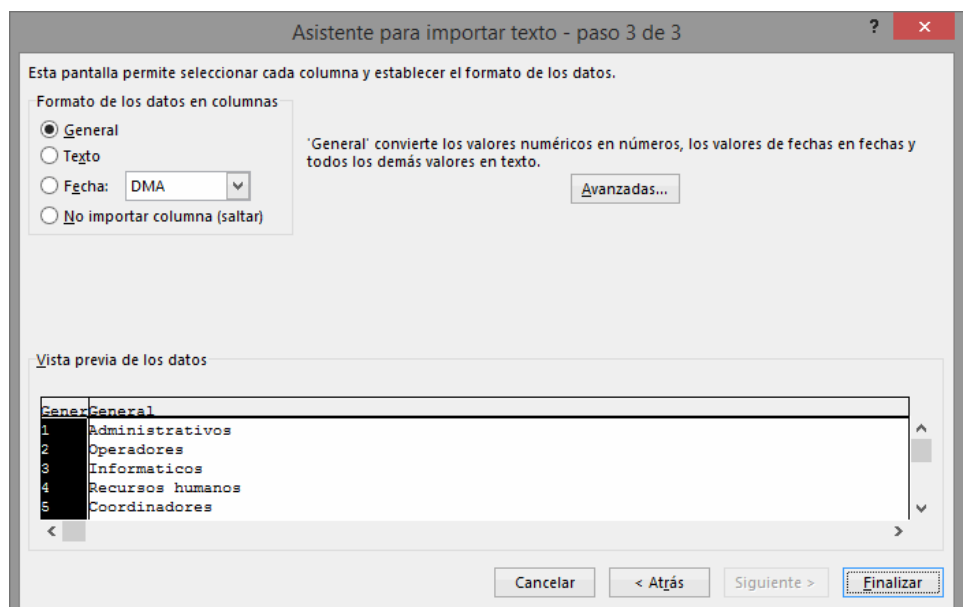 Asistente para importar texto - paso 3 de 3
?
Esta pantalla permite seleccionar cada columna y establecer el formato de los datos.
Formato de los datos en columnas
General
Texto
Fecha: DMA
No importar columna (saltar)
'General' convierte los valores numéricos en números, los valores de fechas en fechas y
todos los demás valores en texto.
Avanzadas...
Vista previa de los datos
GenerGeneral
1 Administrativos
2 Operadores
3 Informaticos
4 Recursos humanos
5 Coordinadores
Cancelar < Atrás Siguiente > Finalizar